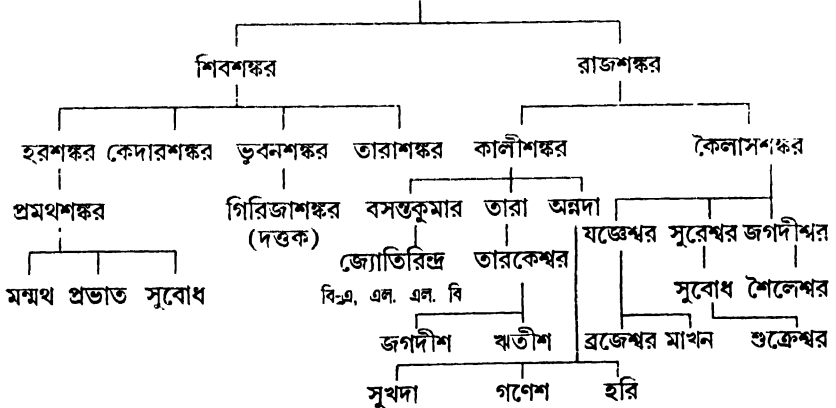 শিবশঙ্কর রাজশঙ্কর
হরশঙ্কর কেদারশঙ্কর ভুবনশঙ্কর তারাশঙ্কর কালীশঙ্কর কৈলাসশঙ্কর
প্রমথশঙ্কর গিরিজাশঙ্কর বসন্তকুমার তারা অন্নদা
(দত্তক) যজ্ঞেশ্বর সুরেশ্বর জগদীশ্বর
জ্যোতিরিন্দ্র তারকেশ্বর
মন্মথ প্রভাত সুবোধ বি-এ, এল. এল. বি সুবোধ শৈলেশ্বর
জগদীশ ঋতীশ ব্রজেশ্বর মাখন শুক্রেশ্বর
সুখদা গণেশ হরি